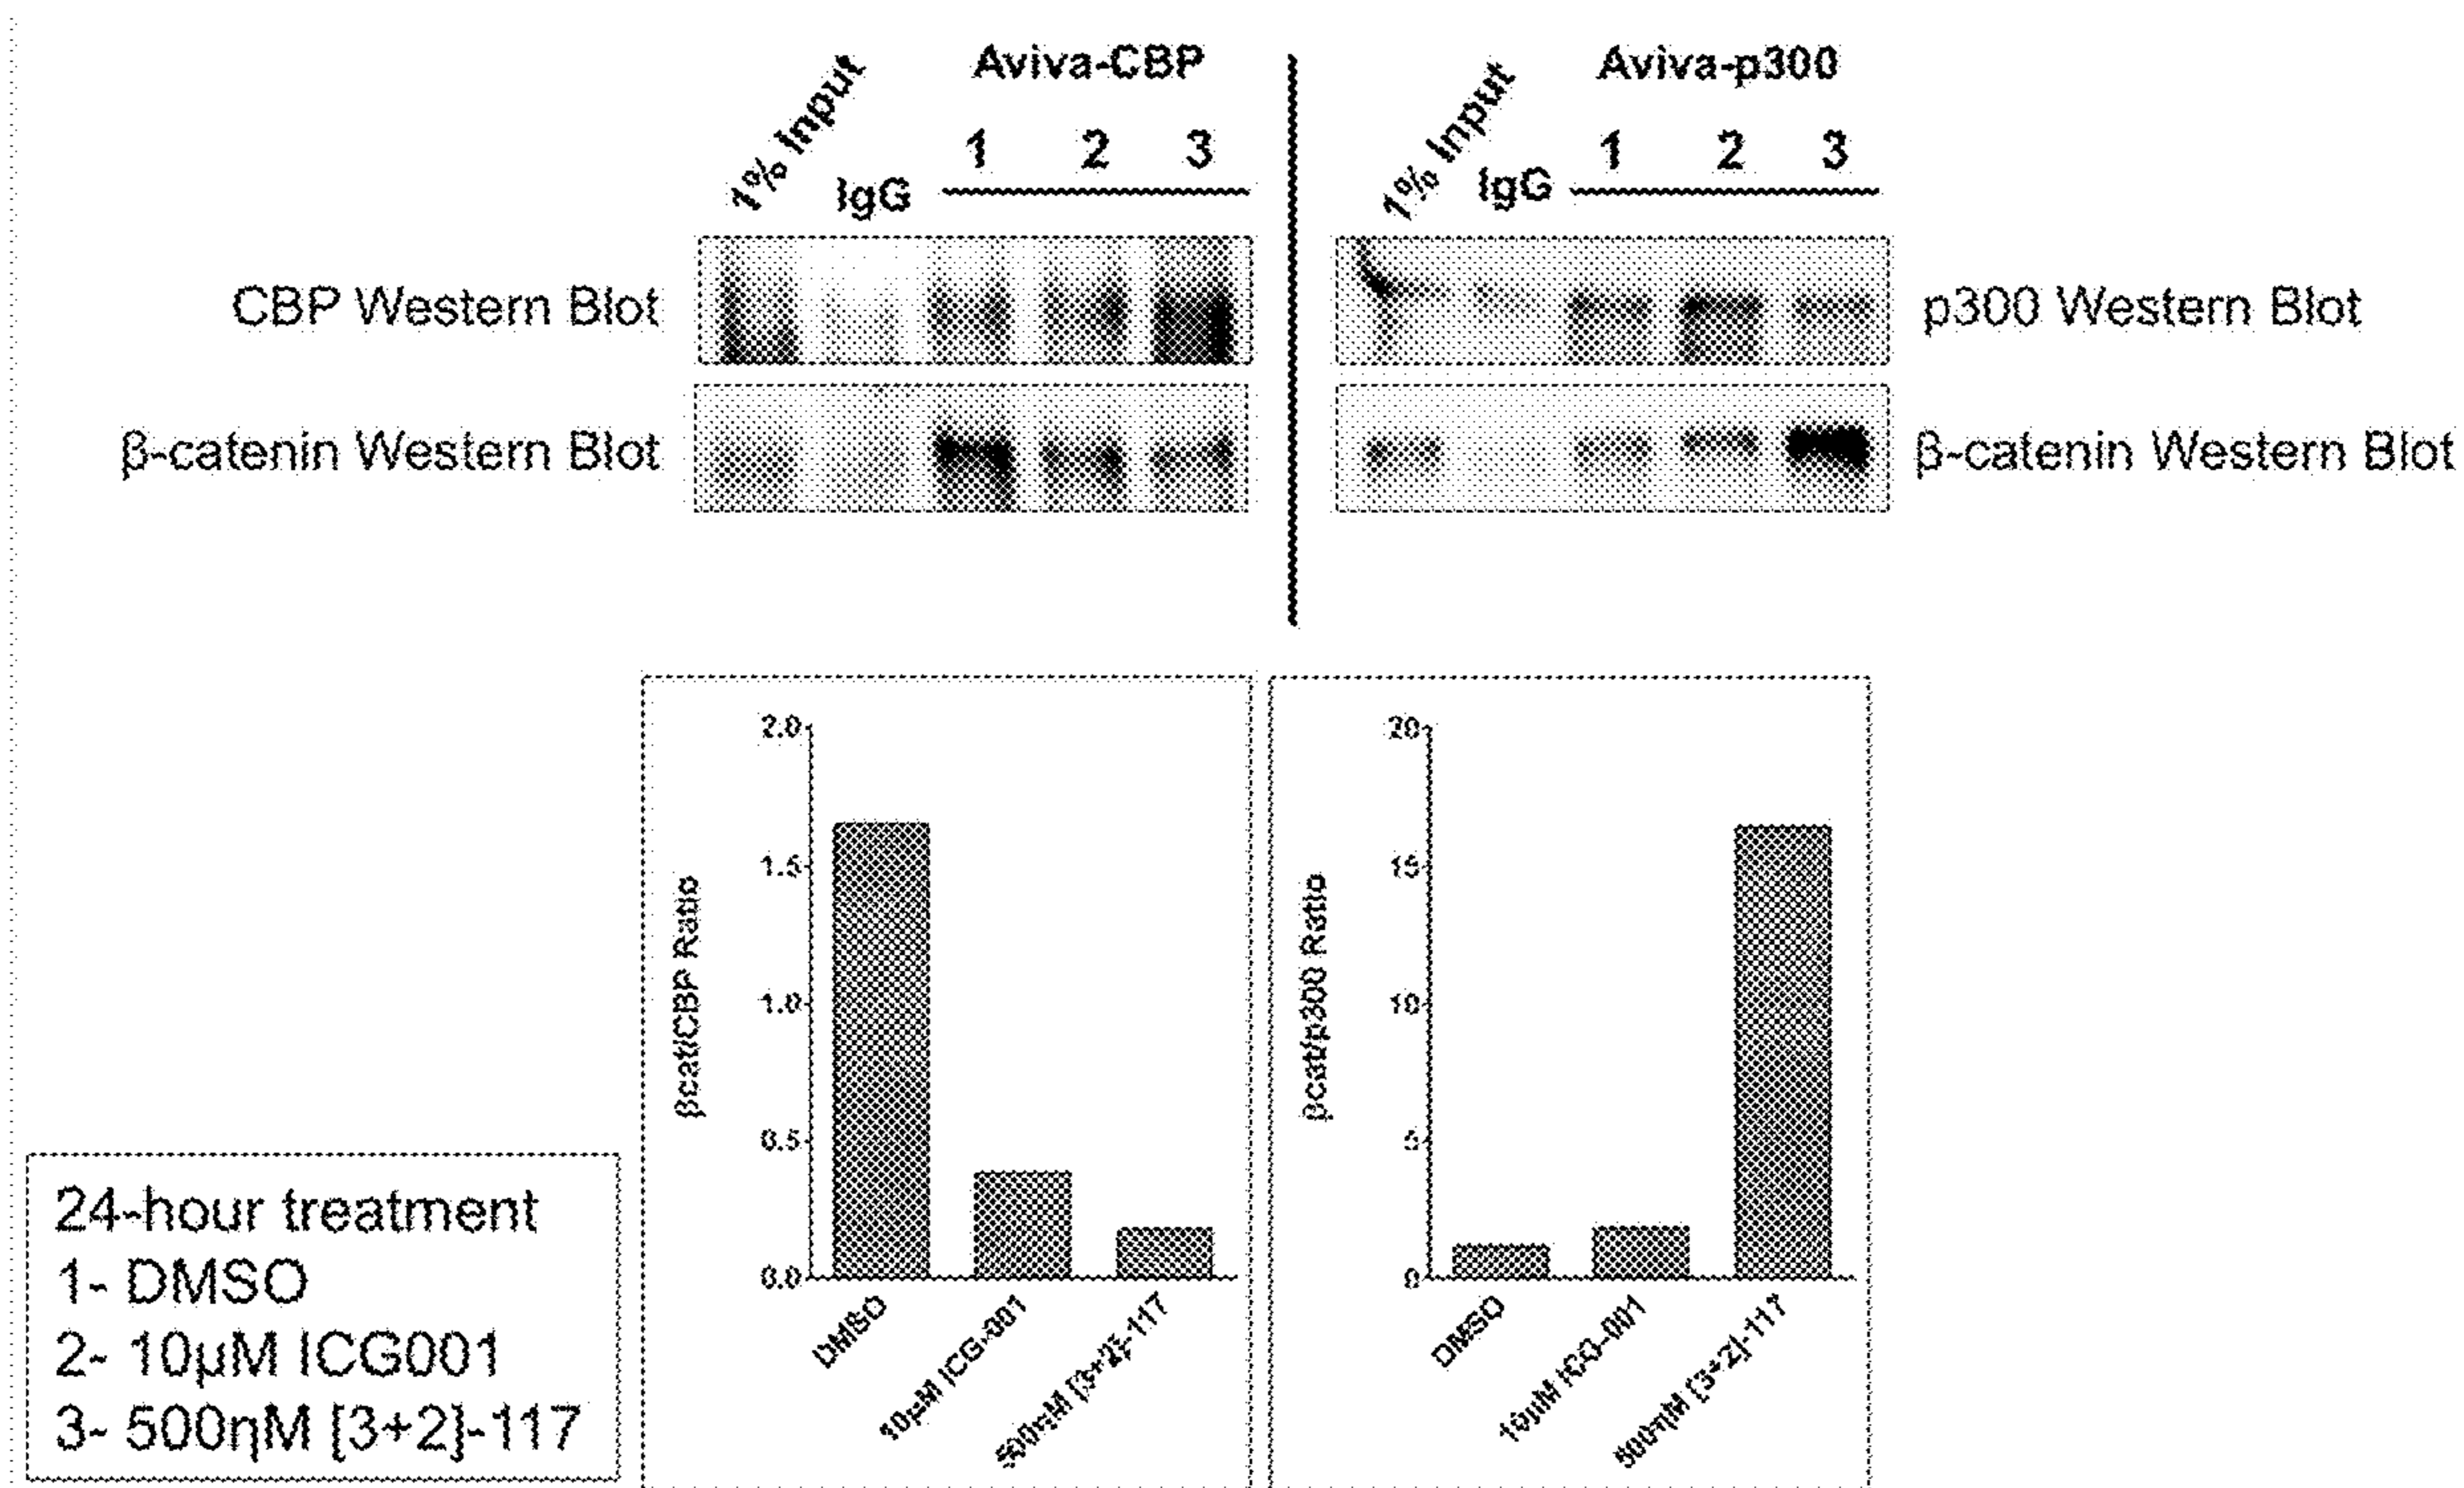 Aviva-CBP
1% Input
IgG
1 2 3
CBP Western Blot
β-catenin Western Blot
Aviva-p300
1% Input
IgG
1 2 3
p300 Western Blot
β-catenin Western Blot
24-hour treatment
1- DMSO
2- 10µM ICG001
3- 500ηM [3+2]-117
βcat/CBP Ratio
2.0
1.5
1.0
0.5
0.0
DMSO
10µM ICG-001
500ηM [3+2]-117
βcat/p300 Ratio
20
15
10
5
0
DMSO
10µM ICG-001
500ηM [3+2]-117